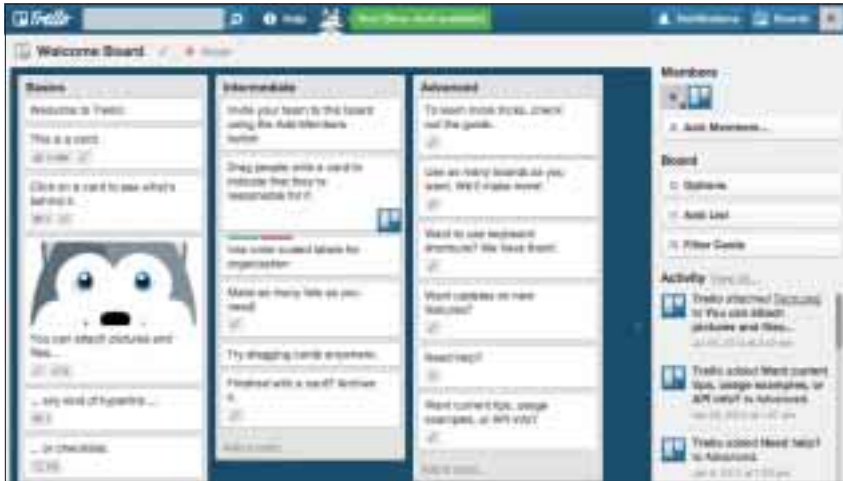 Trello
Help
Notifications
Boards
Welcome Board
Basics
Welcome to Trello!
This is a card.
Click on a card to see what's
behind it.
You can attach pictures and
files...
... any kind of hyperlink ...
... or checklists.
Intermediate
Invite your team to this board
using the Add Members
button
Drag people onto a card to
indicate that they're
responsible for it.
Use color-coded labels for
organization
Make as many lists as you
need!
Try dragging cards anywhere.
Finished with a card? Archive
it.
Add a card...
Advanced
To learn more tricks, check
out the guide.
Use as many boards as you
want. We'll make more!
Want to use keyboard
shortcuts? We have them!
Want updates on new
features?
Need help?
Want current tips, usage
examples, or API info?
Add a card...
Members
Add Members...
Board
Options
Add List
Filter Cards
Activity View all...
Trello attached
to You can attach
pictures and files...
Trello added Want current
tips, usage examples, or
API info? to Advanced.
Trello added Need help?
to Advanced.